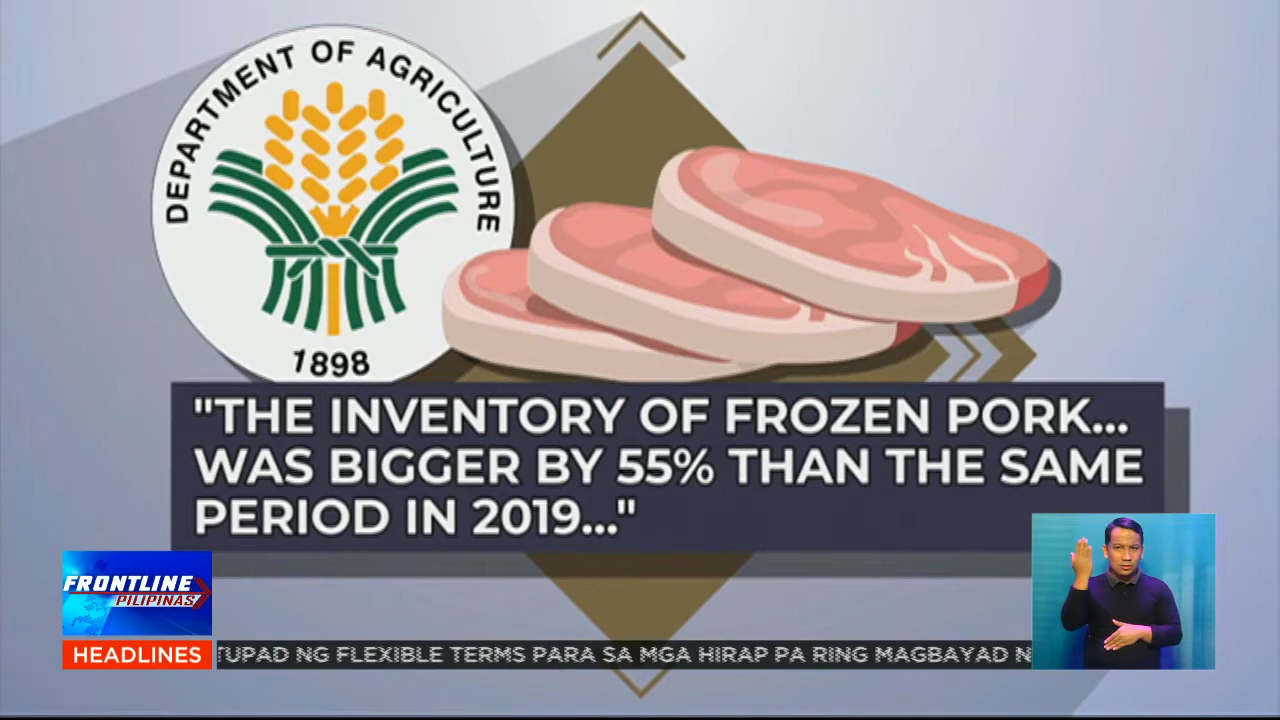 DEPARTMENT OF AGRICULTURE
1898
"THE INVENTORY OF FROZEN PORK...
WAS BIGGER BY 55% THAN THE SAME
PERIOD IN 2019..."
FRONTLINE
PILIPINAS
HEADLINES
TUPAD NG FLEXIBLE TERMS PARA SA MGA HIRAP PA RING MAGBAYAD N